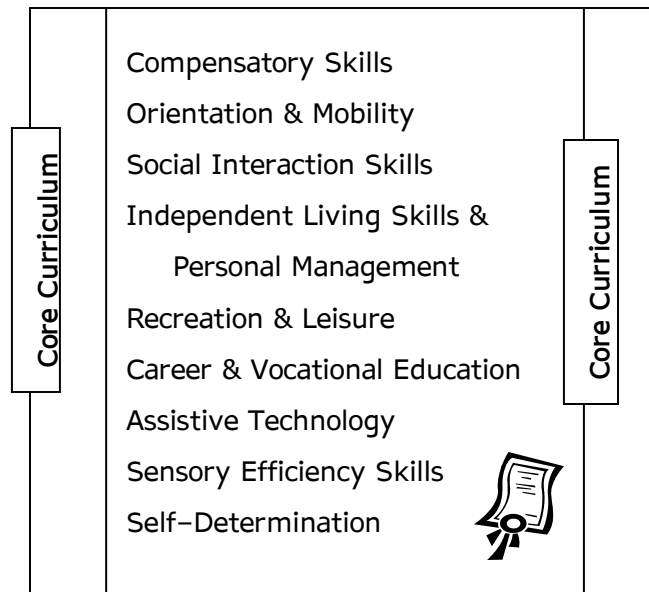 Core Curriculum
Compensatory Skills
Orientation & Mobility
Social Interaction Skills
Independent Living Skills &
Personal Management
Recreation & Leisure
Career & Vocational Education
Assistive Technology
Sensory Efficiency Skills
Self-Determination
Core Curriculum